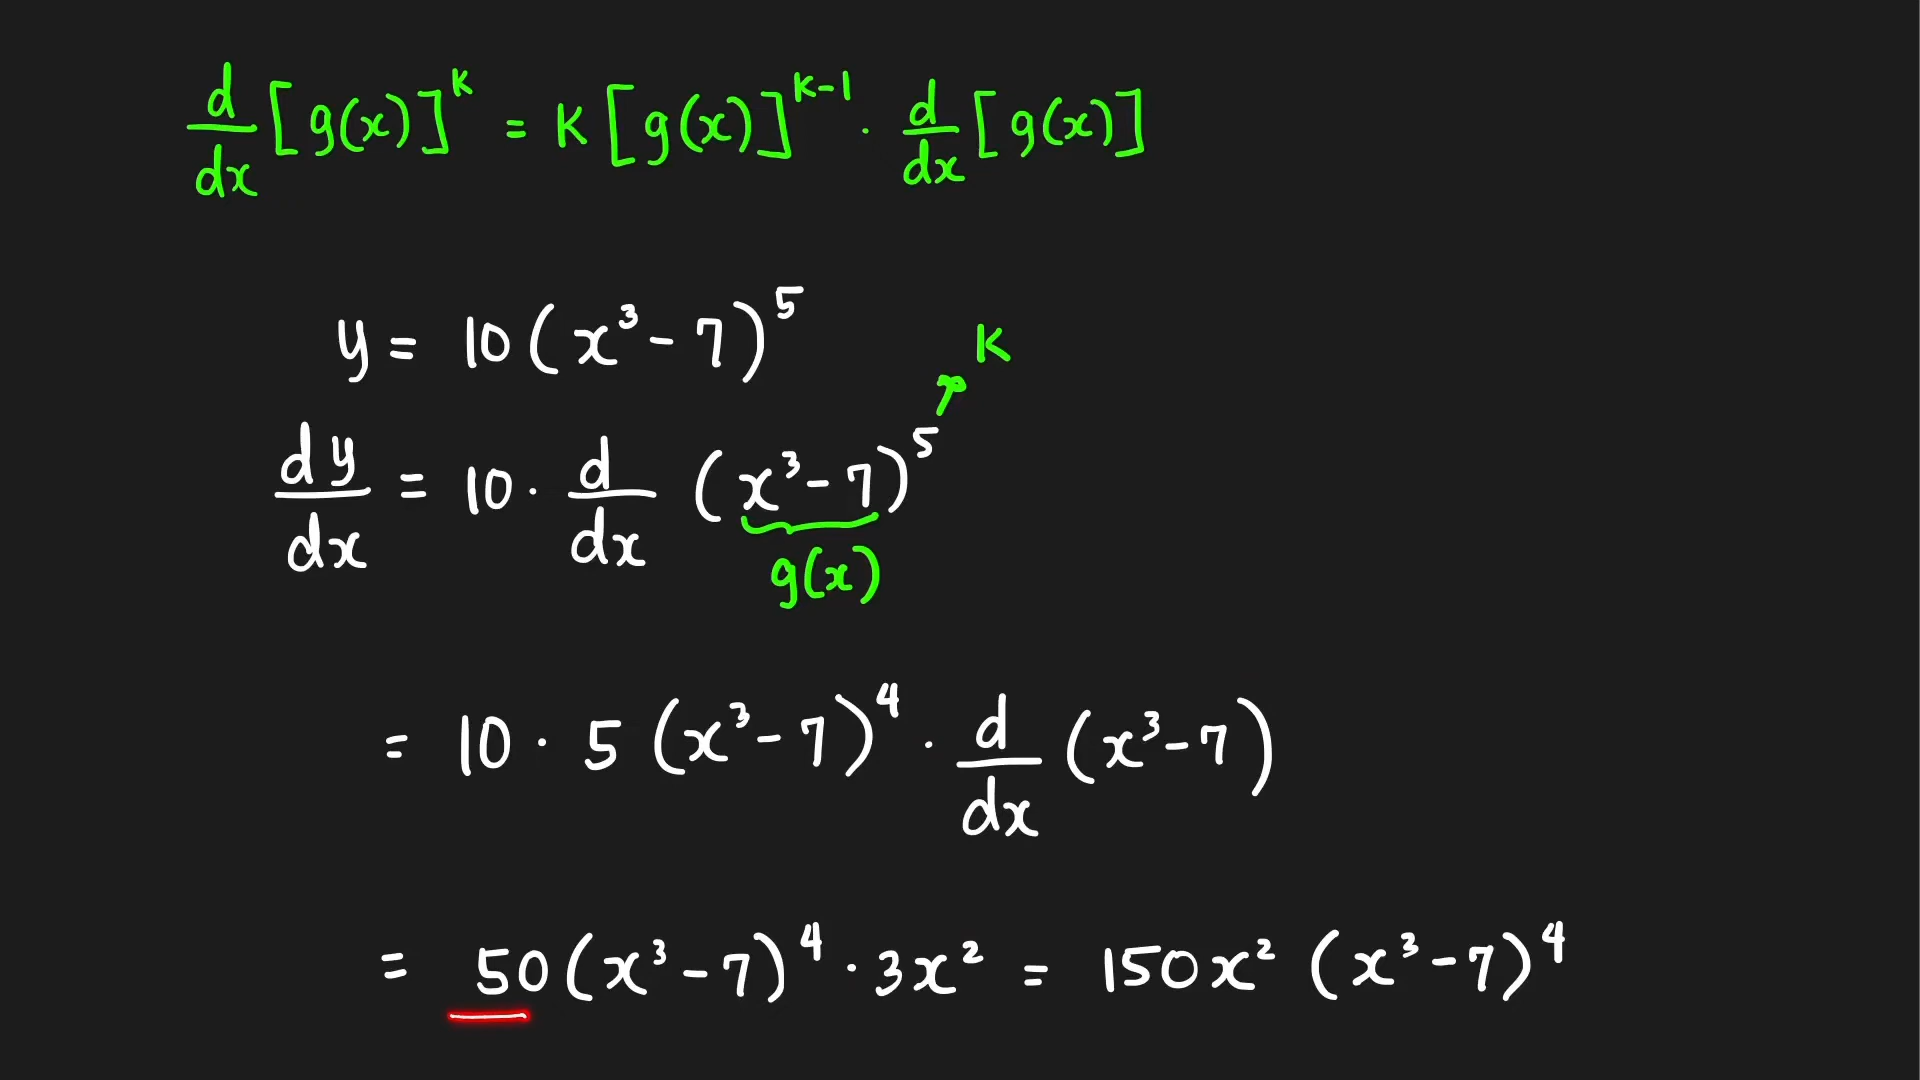 d/dx [g(x)]^k = k[g(x)]^(k-1) · d/dx [g(x)]
y = 10(x³ - 7)⁵
k
dy/dx = 10 · d/dx (x³ - 7)⁵
g(x)
= 10 · 5(x³ - 7)⁴ · d/dx (x³ - 7)
= 50(x³ - 7)⁴ · 3x² = 150x² (x³ - 7)⁴